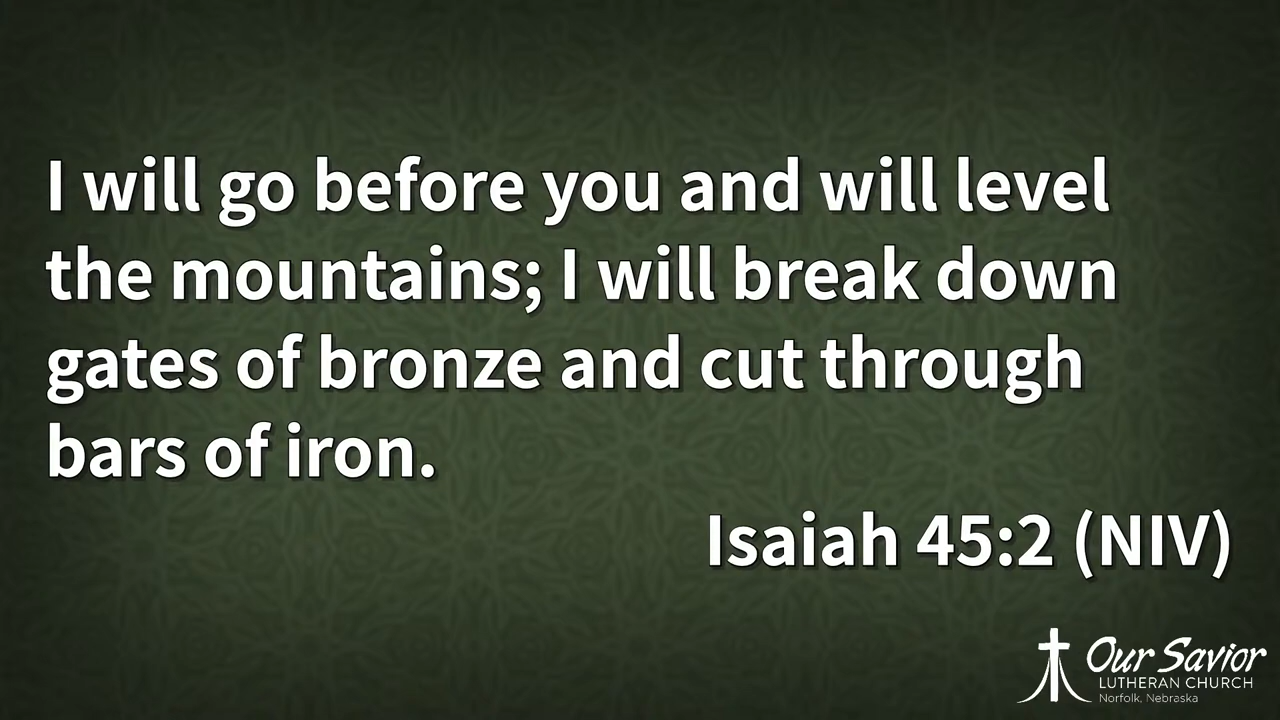 I will go before you and will level
the mountains; I will break down
gates of bronze and cut through
bars of iron.
Isaiah 45:2 (NIV)
Our Savior
LUTHERAN CHURCH
Norfolk, Nebraska